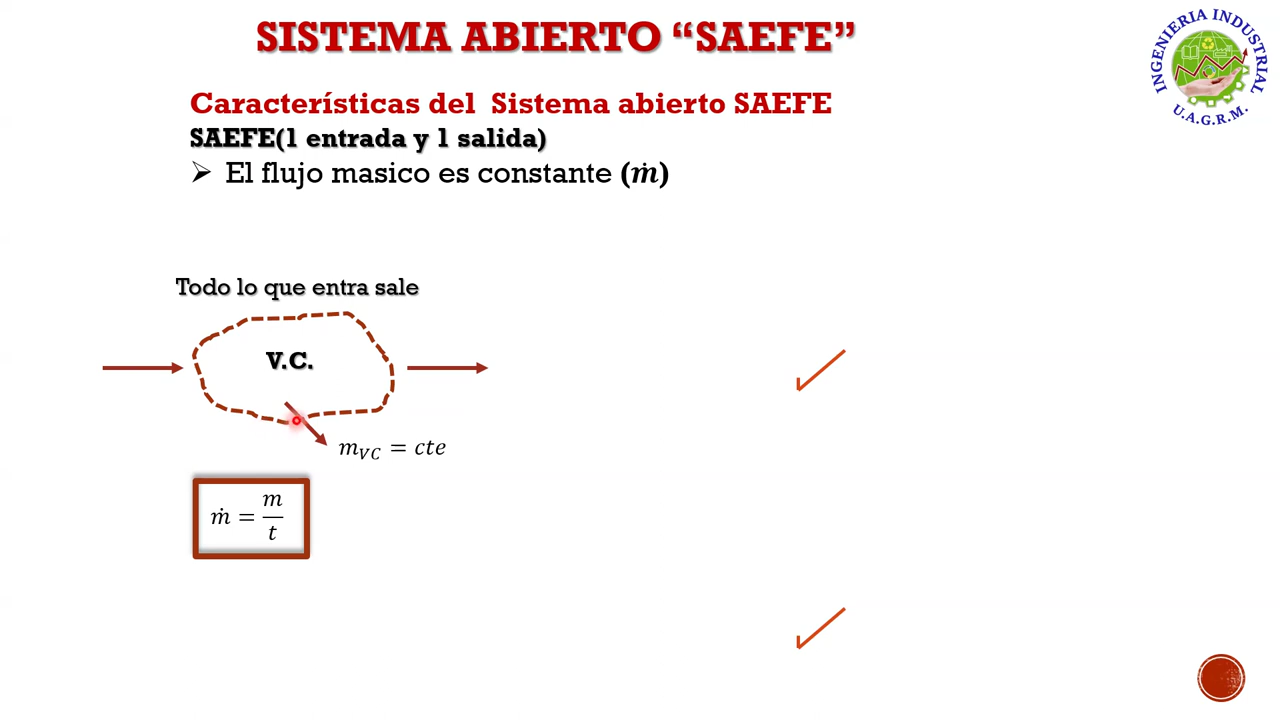 SISTEMA ABIERTO “SAEFE”
INGENIERIA INDUSTRIAL
U.A.G.R.M.
Características del Sistema abierto SAEFE
SAEFE(1 entrada y 1 salida)
➢ El flujo masico es constante (ṁ)
Todo lo que entra sale
V.C.
m_VC = cte
ṁ = m/t